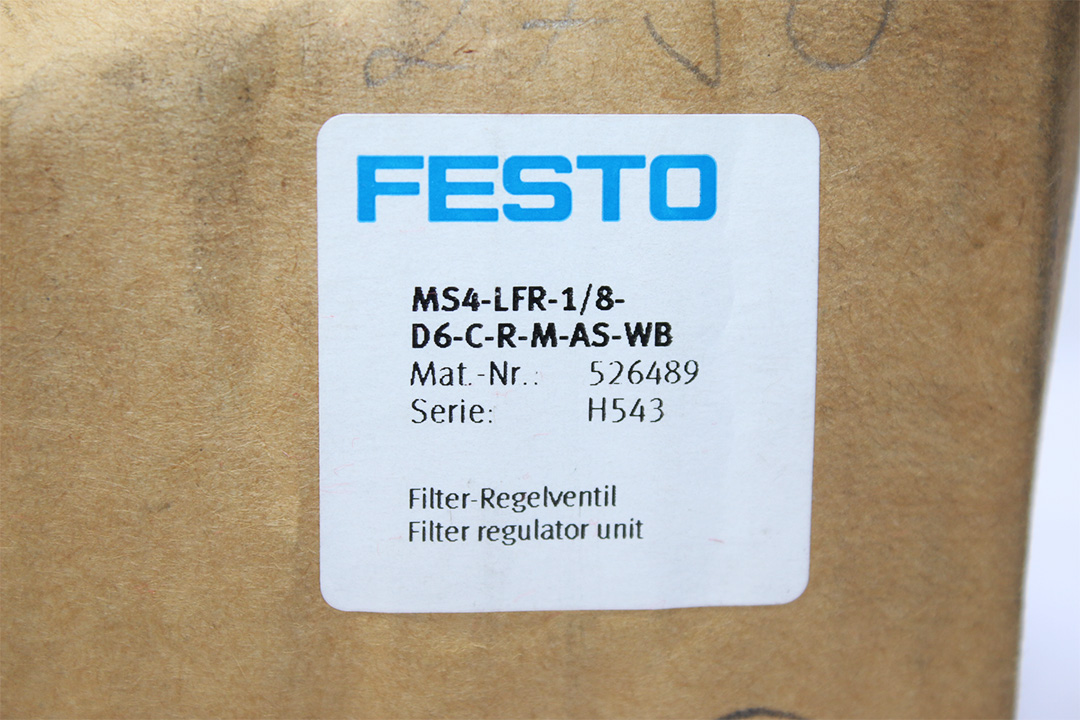 FESTO
MS4-LFR-1/8-
D6-C-R-M-AS-WB
Mat.-Nr.: 526489
Serie: H543
Filter-Regelventil
Filter regulator unit